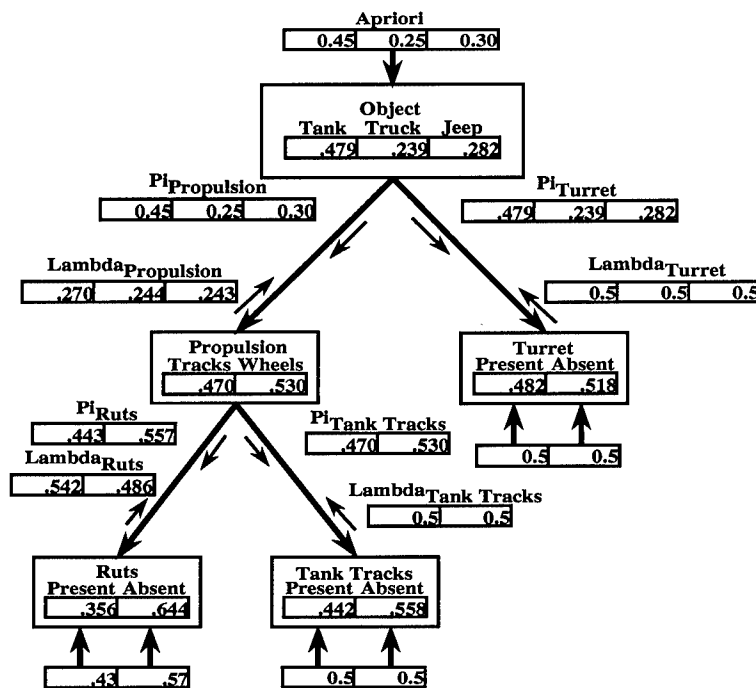 Apriori
0.45 0.25 0.30
Object
Tank Truck Jeep
.479 .239 .282
PiPropulsion
0.45 0.25 0.30
PiTurret
.479 .239 .282
LambdaPropulsion
.270 .244 .243
LambdaTurret
0.5 0.5 0.5
Propulsion
Tracks Wheels
.470 .530
Turret
Present Absent
.482 .518
0.5 0.5
PiRuts
.443 .557
PiTank Tracks
.470 .530
LambdaRuts
.542 .486
LambdaTank Tracks
0.5 0.5
Ruts
Present Absent
.356 .644
.43 .57
Tank Tracks
Present Absent
.442 .558
0.5 0.5